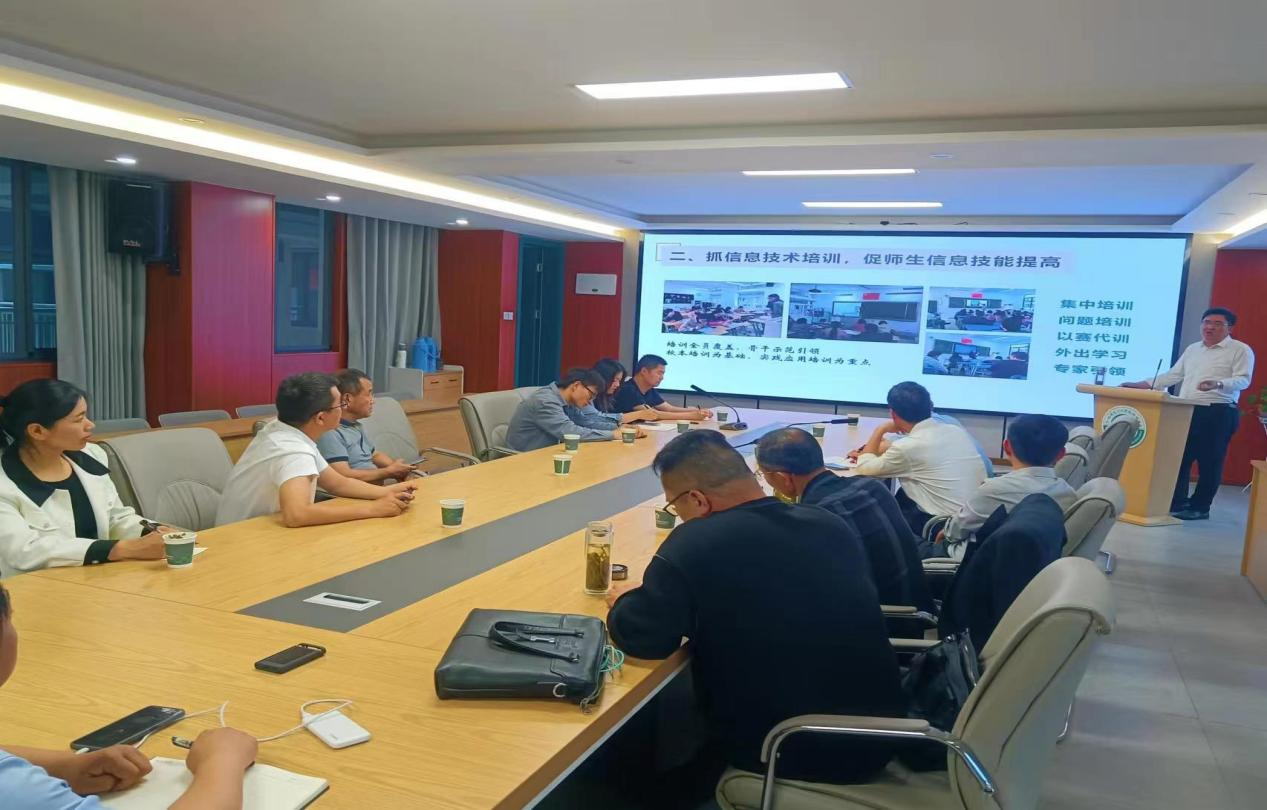 二、抓信息技术培训，促师生信息技能提高
集中培训
问题培训
以赛代训
外出学习
专家引领
培训全员覆盖，骨干示范引领
校本培训为基础，实践应用培训为重点